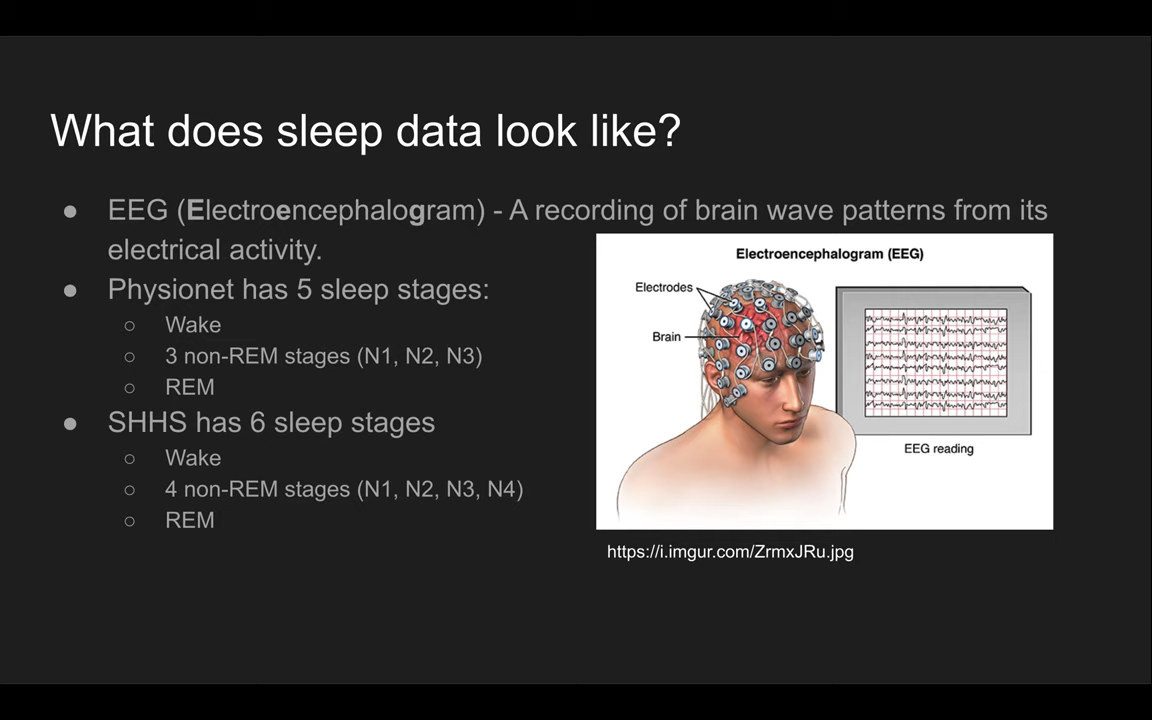 What does sleep data look like?
● EEG (Electroencephalogram) - A recording of brain wave patterns from its
electrical activity.
● Physionet has 5 sleep stages:
○ Wake
○ 3 non-REM stages (N1, N2, N3)
○ REM
● SHHS has 6 sleep stages
○ Wake
○ 4 non-REM stages (N1, N2, N3, N4)
○ REM
Electroencephalogram (EEG)
Electrodes
Brain
EEG reading
https://i.imgur.com/ZrmxJRu.jpg